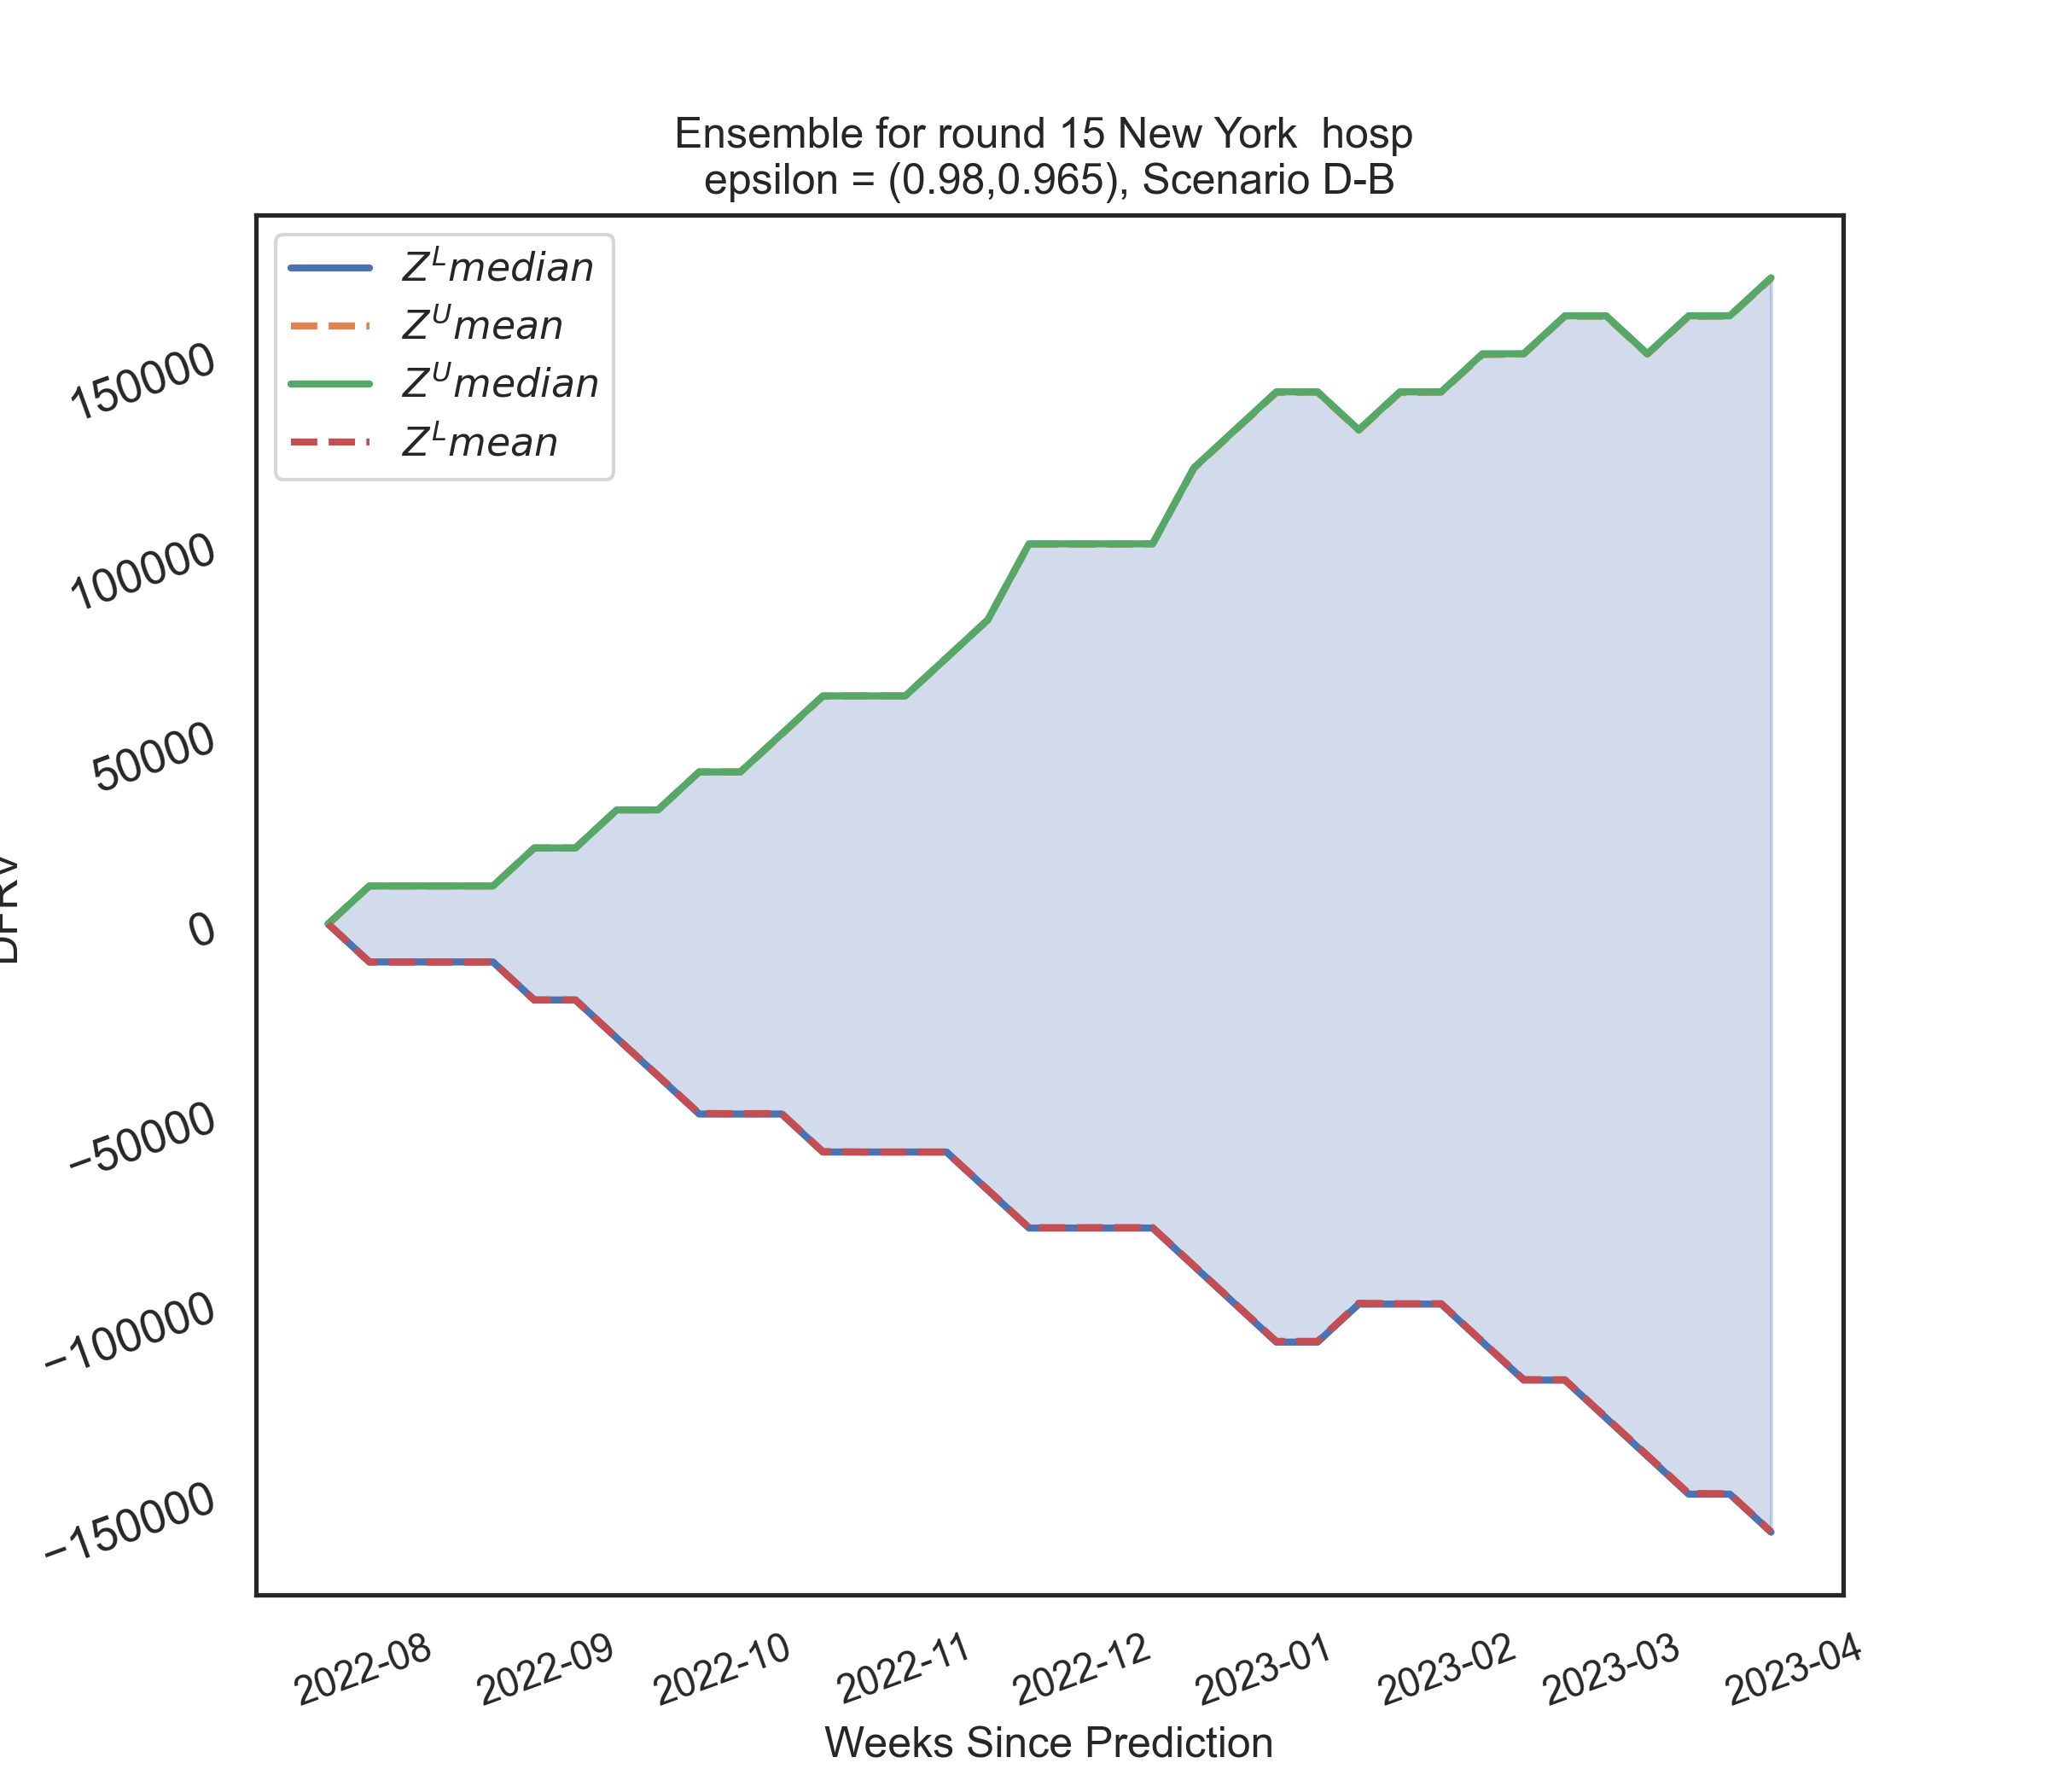 Ensemble for round 15 New York  hosp
epsilon = (0.98,0.965), Scenario D-B
Z^L median
Z^U mean
Z^U median
Z^L mean
150000
100000
50000
0
−50000
−100000
−150000
2022-08
2022-09
2022-10
2022-11
2022-12
2023-01
2023-02
2023-03
2023-04
Weeks Since Prediction